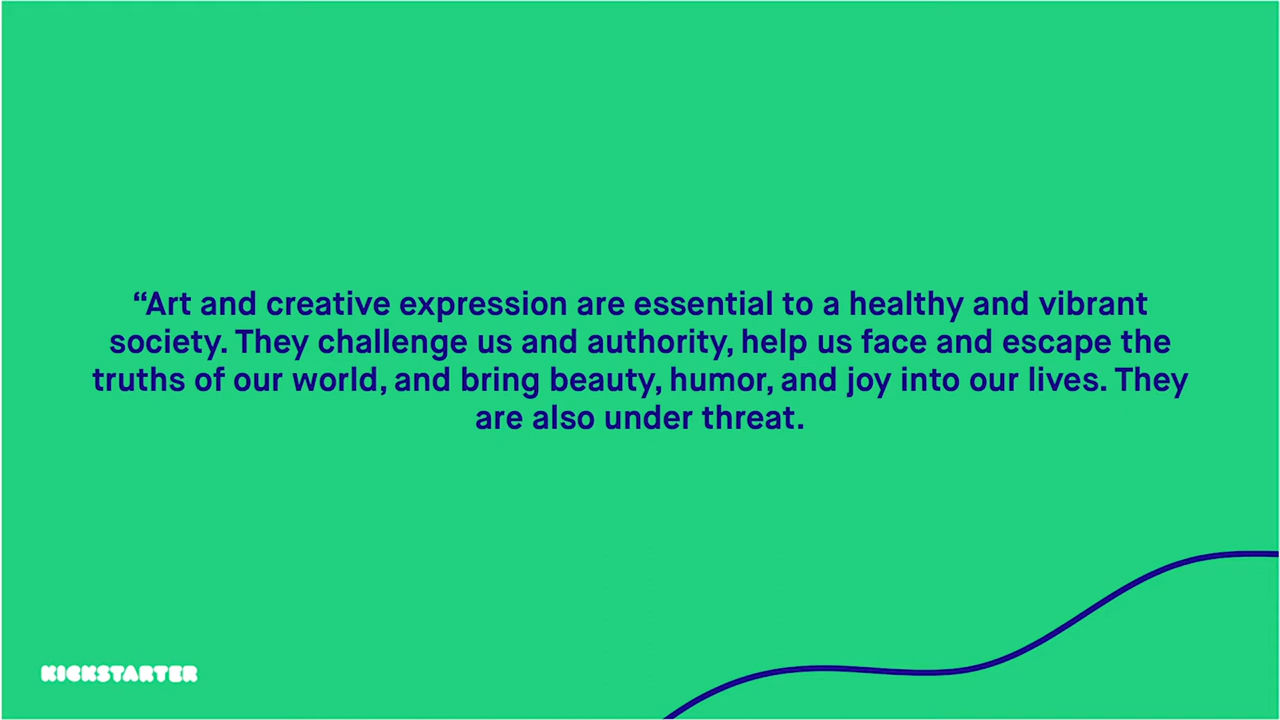 “Art and creative expression are essential to a healthy and vibrant
society. They challenge us and authority, help us face and escape the
truths of our world, and bring beauty, humor, and joy into our lives. They
are also under threat.
KICKSTARTER